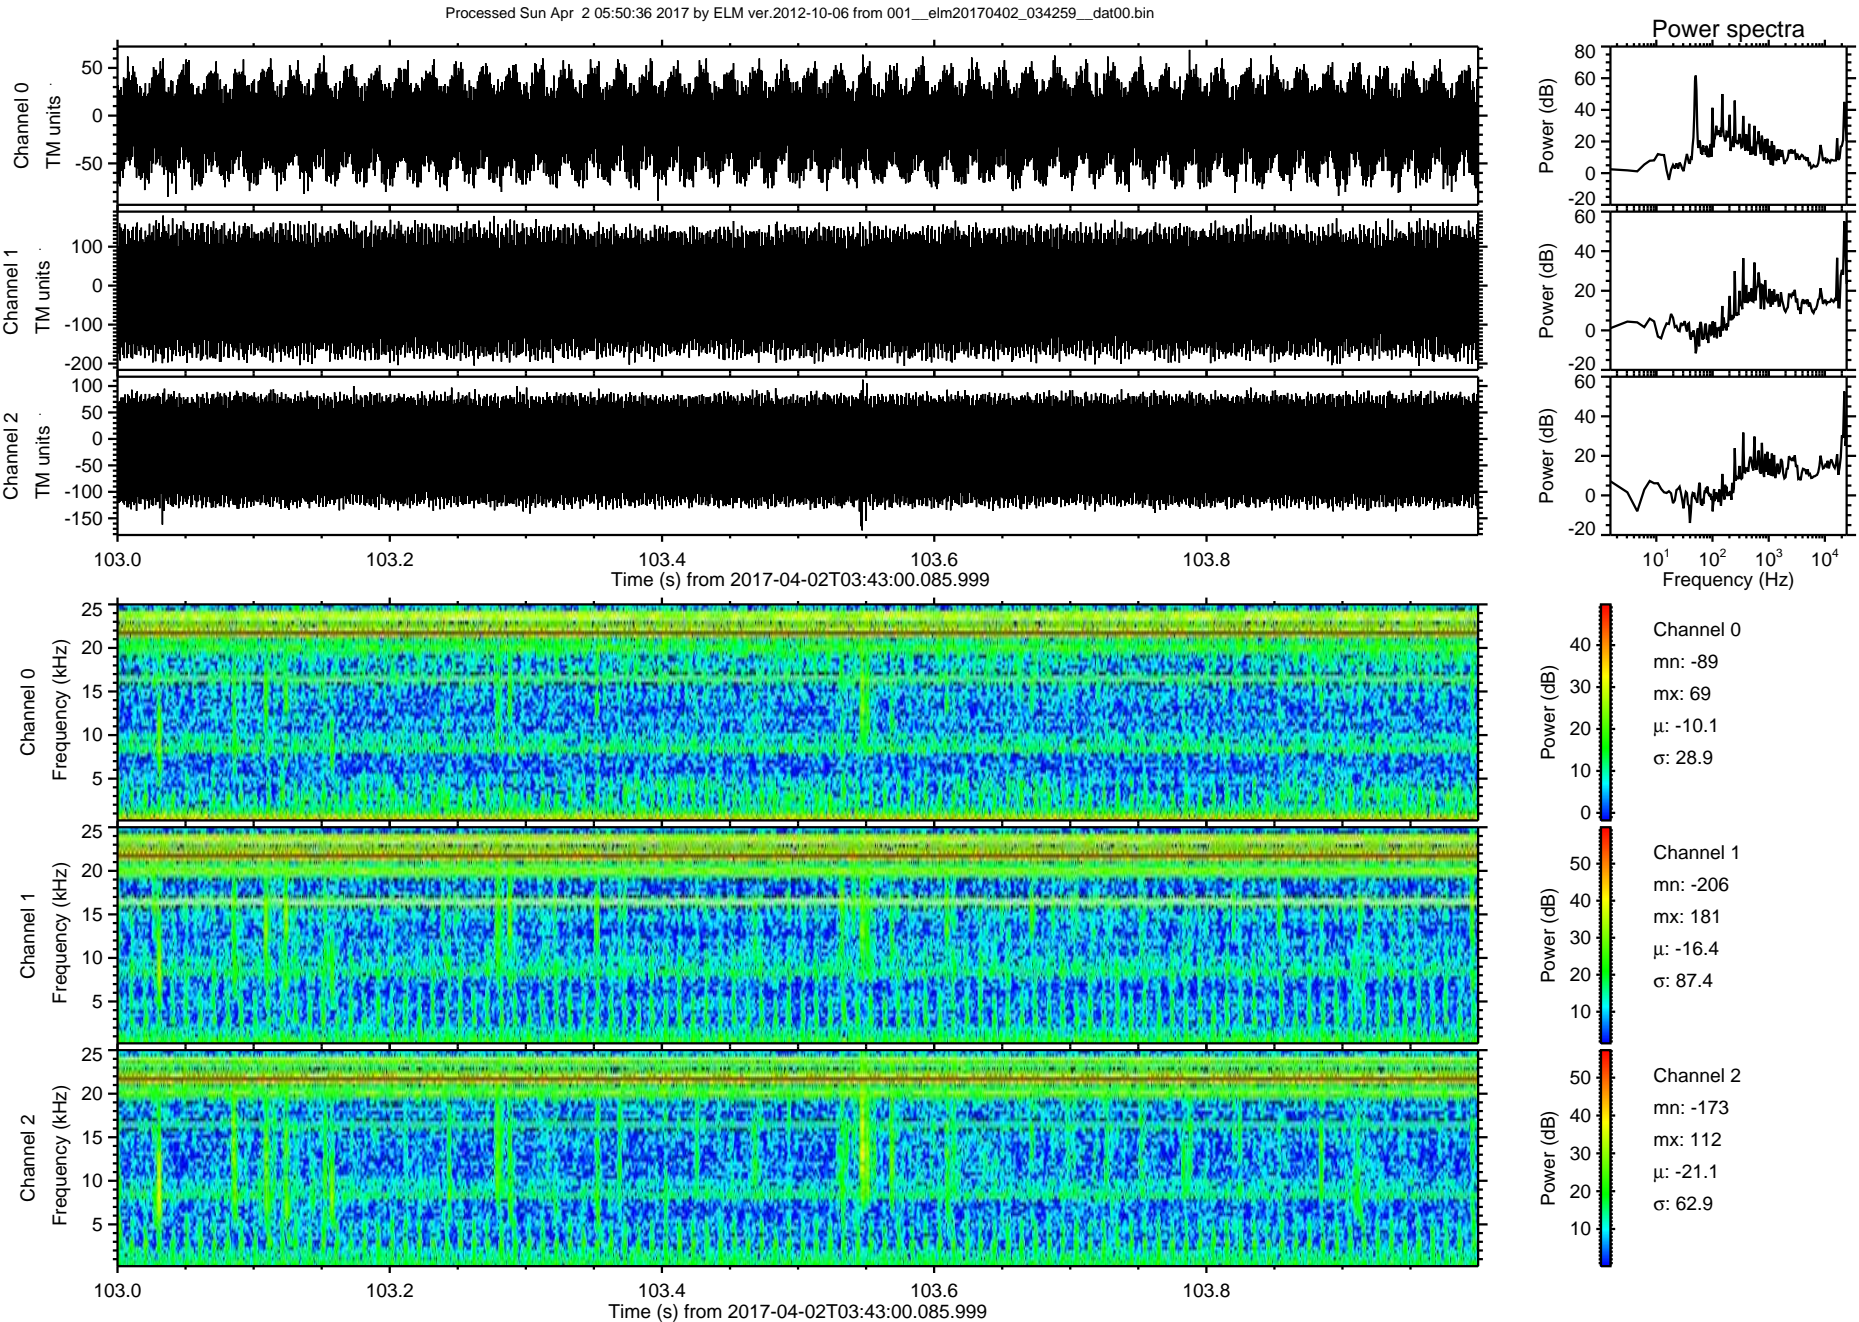 Processed Sun Apr  2 05:50:36 2017 by ELM ver.2012-10-06 from 001__elm20170402_034259__dat00.bin
Power spectra
Channel 0
TM units
50
0
-50
Power (dB)
80
60
40
20
0
-20
Channel 1
TM units
100
0
-100
-200
Power (dB)
60
40
20
0
-20
Channel 2
TM units
100
50
0
-50
-100
-150
Power (dB)
60
40
20
0
-20
103.0 103.2 103.4 103.6 103.8
Time (s) from 2017-04-02T03:43:00.085.999
10^1 10^2 10^3 10^4
Frequency (Hz)
Channel 0
Frequency (kHz)
25
20
15
10
5
Power (dB)
40
30
20
10
0
Channel 0
mn: -89
mx: 69
μ: -10.1
σ: 28.9
Channel 1
Frequency (kHz)
25
20
15
10
5
Power (dB)
50
40
30
20
10
Channel 1
mn: -206
mx: 181
μ: -16.4
σ: 87.4
Channel 2
Frequency (kHz)
25
20
15
10
5
Power (dB)
50
40
30
20
10
Channel 2
mn: -173
mx: 112
μ: -21.1
σ: 62.9
103.0 103.2 103.4 103.6 103.8
Time (s) from 2017-04-02T03:43:00.085.999